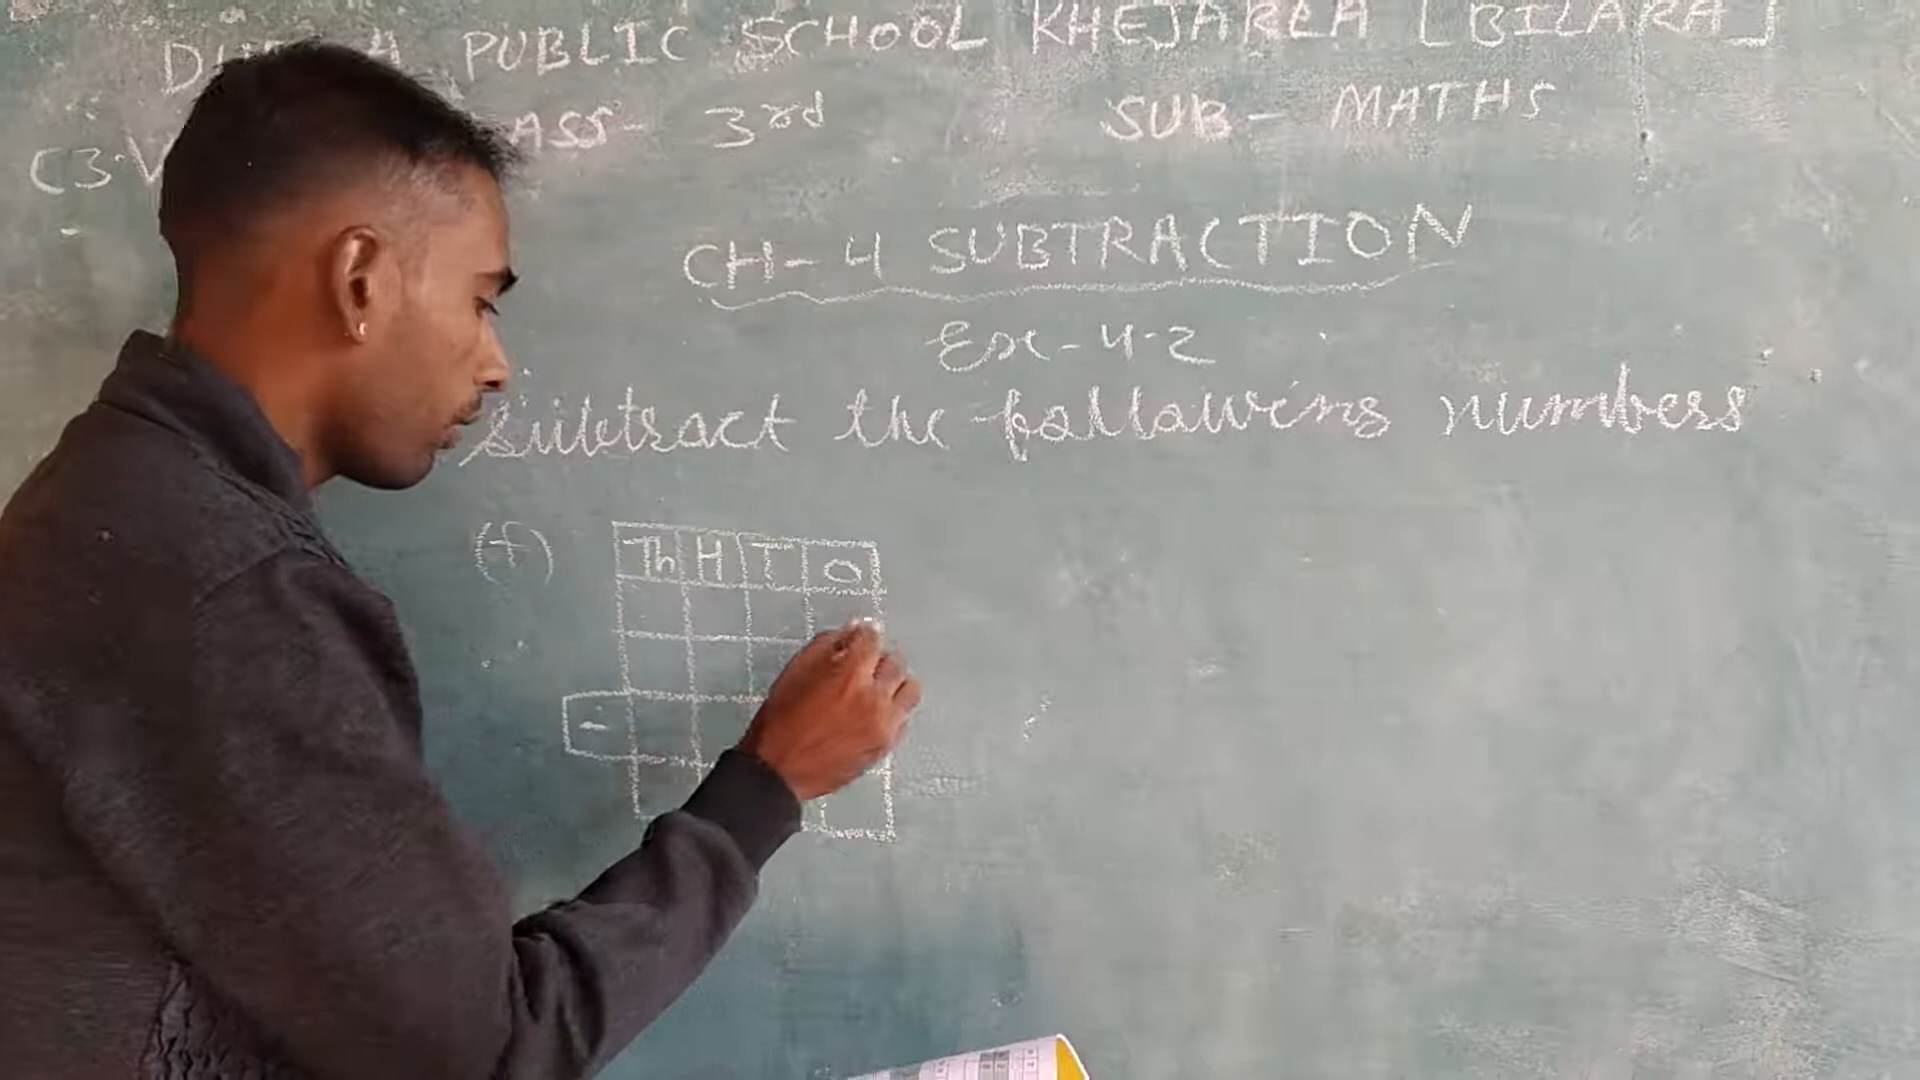 PUBLIC SCHOOL KHEJARLA [BILARA]
ASS- 3rd SUB- MATHS
CH-4 SUBTRACTION
Ex-4.2
Subtract the following numbers
(f)
Th H T O
-